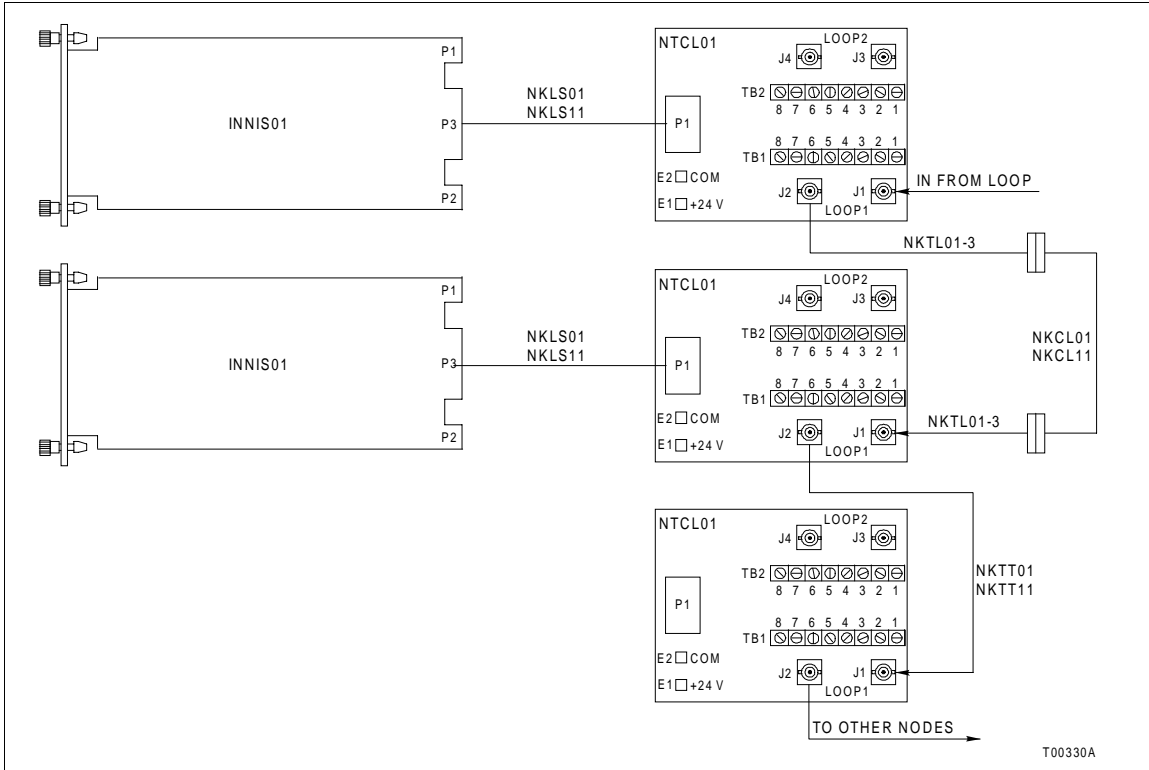 P1
INNIS01
P3
P2
NKLS01
NKLS11
NTCL01
LOOP2
J4
J3
TB2
8 7 6 5 4 3 2 1
P1
8 7 6 5 4 3 2 1
TB1
E2 COM
J2
J1
E1 +24 V
LOOP1
IN FROM LOOP
NKTL01-3
P1
INNIS01
P3
P2
NKLS01
NKLS11
NTCL01
LOOP2
J4
J3
TB2
8 7 6 5 4 3 2 1
P1
8 7 6 5 4 3 2 1
TB1
E2 COM
J2
J1
E1 +24 V
LOOP1
NKCL01
NKCL11
NKTL01-3
NTCL01
LOOP2
J4
J3
TB2
8 7 6 5 4 3 2 1
P1
8 7 6 5 4 3 2 1
TB1
E2 COM
J2
J1
E1 +24 V
LOOP1
NKTT01
NKTT11
TO OTHER NODES
T00330A